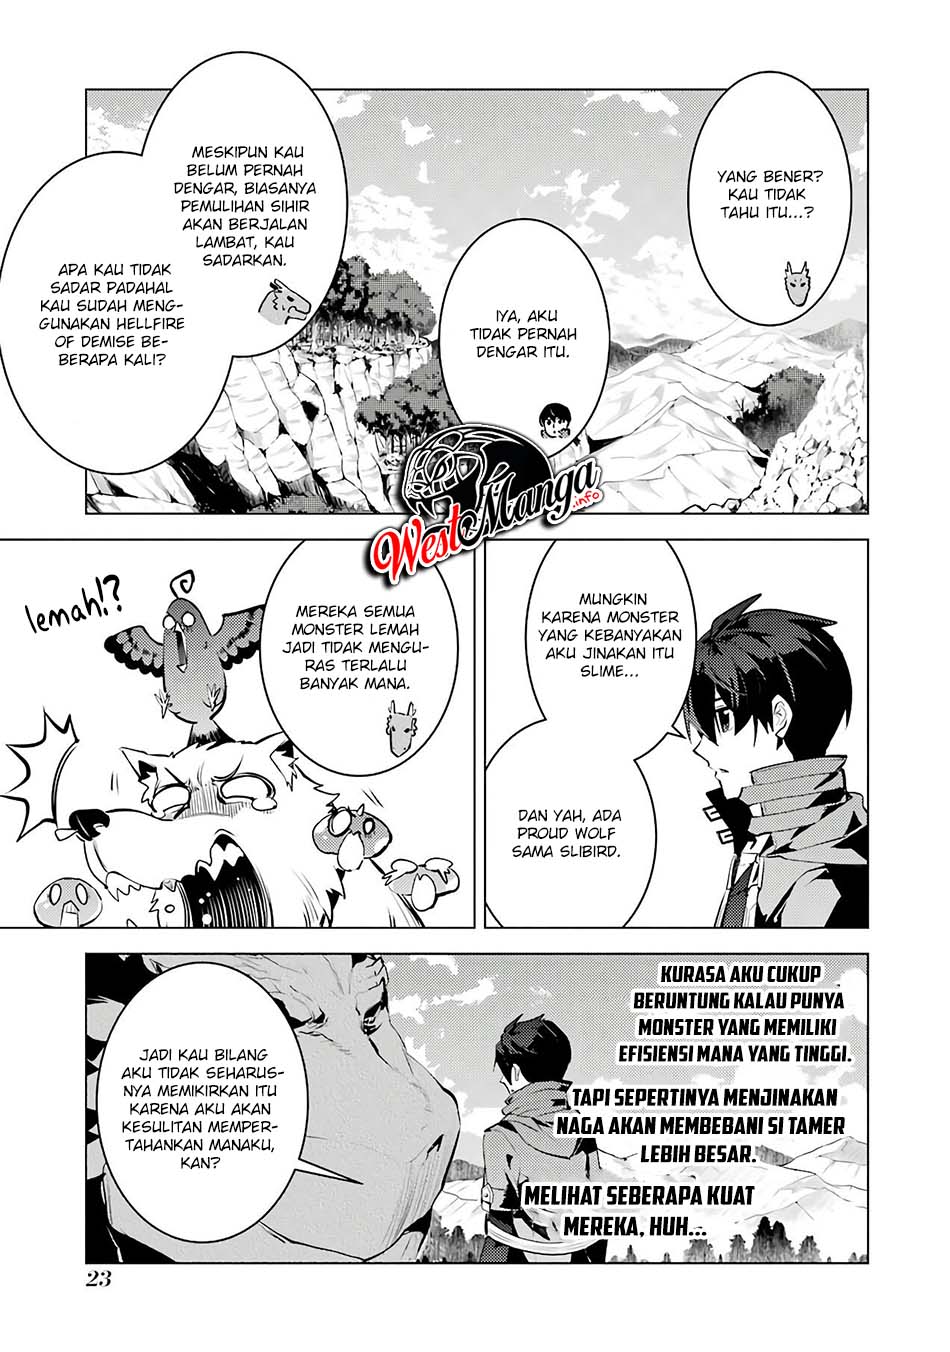 YANG BENER?
KAU TIDAK
TAHU ITU...?
IYA, AKU
TIDAK PERNAH
DENGAR ITU.
MESKIPUN KAU
BELUM PERNAH
DENGAR, BIASANYA
PEMULIHAN SIHIR
AKAN BERJALAN
LAMBAT, KAU
SADARKAN.
APA KAU TIDAK
SADAR PADAHAL
KAU SUDAH MENG-
GUNAKAN HELLFIRE
OF DEMISE BE-
BERAPA KALI?
WestManga
.info
MUNGKIN
KARENA MONSTER
YANG KEBANYAKAN
AKU JINAKAN ITU
SLIME...
DAN YAH, ADA
PROUD WOLF
SAMA SLIBIRD.
MEREKA SEMUA
MONSTER LEMAH
JADI TIDAK MENGU-
RAS TERLALU
BANYAK MANA.
lemah!?
KURASA AKU CUKUP
BERUNTUNG KALAU PUNYA
MONSTER YANG MEMILIKI
EFISIENSI MANA YANG TINGGI.
TAPI SEPERTINYA MENJINAKAN
NAGA AKAN MEMBEBANI SI TAMER
LEBIH BESAR.
MELIHAT SEBERAPA KUAT
MEREKA, HUH...
JADI KAU BILANG
AKU TIDAK SEHARUS-
NYA MEMIKIRKAN ITU
KARENA AKU AKAN
KESULITAN MEMPER-
TAHANKAN MANAKU,
KAN?
23